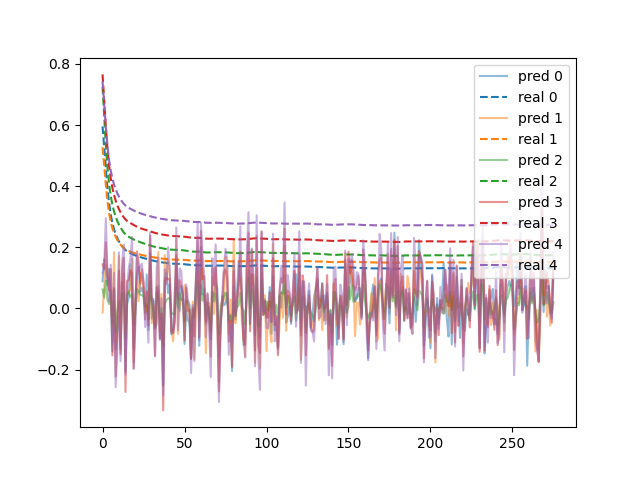 0.8
0.6
0.4
0.2
0.0
−0.2
0
50
100
150
200
250
pred 0
real 0
pred 1
real 1
pred 2
real 2
pred 3
real 3
pred 4
real 4